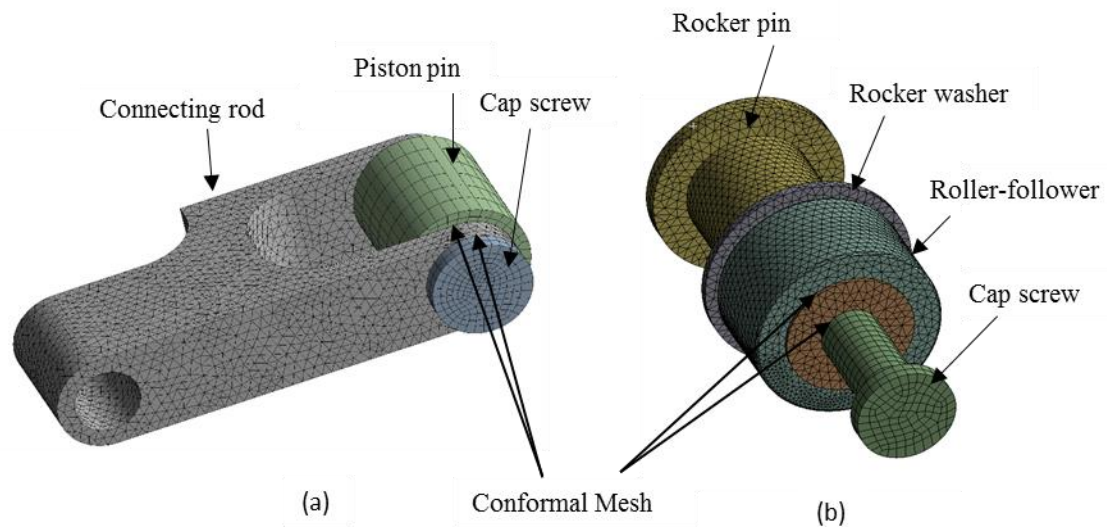 Connecting rod
Piston pin
Cap screw
Rocker pin
Rocker washer
Roller-follower
Cap screw
Conformal Mesh
(a)
(b)